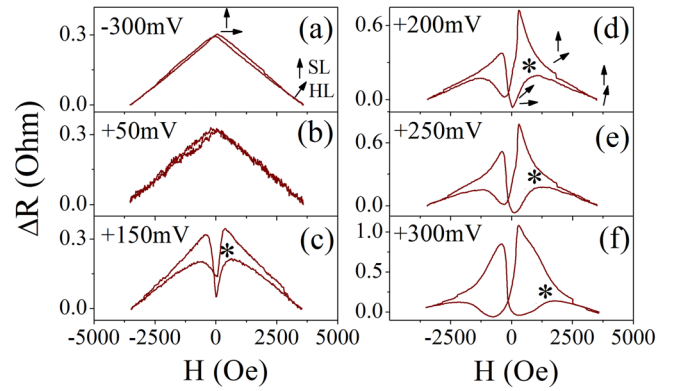 -300mV
(a)
SL
HL
0.3
0.0
+50mV
(b)
0.3
0.0
+150mV
(c)
*
0.3
0.0
-5000 -2500 0 2500 5000
H (Oe)
ΔR (Ohm)
+200mV
(d)
*
0.6
0.0
+250mV
(e)
*
0.6
0.0
+300mV
(f)
*
1.0
0.5
0.0
-2500 0 2500 5000
H (Oe)